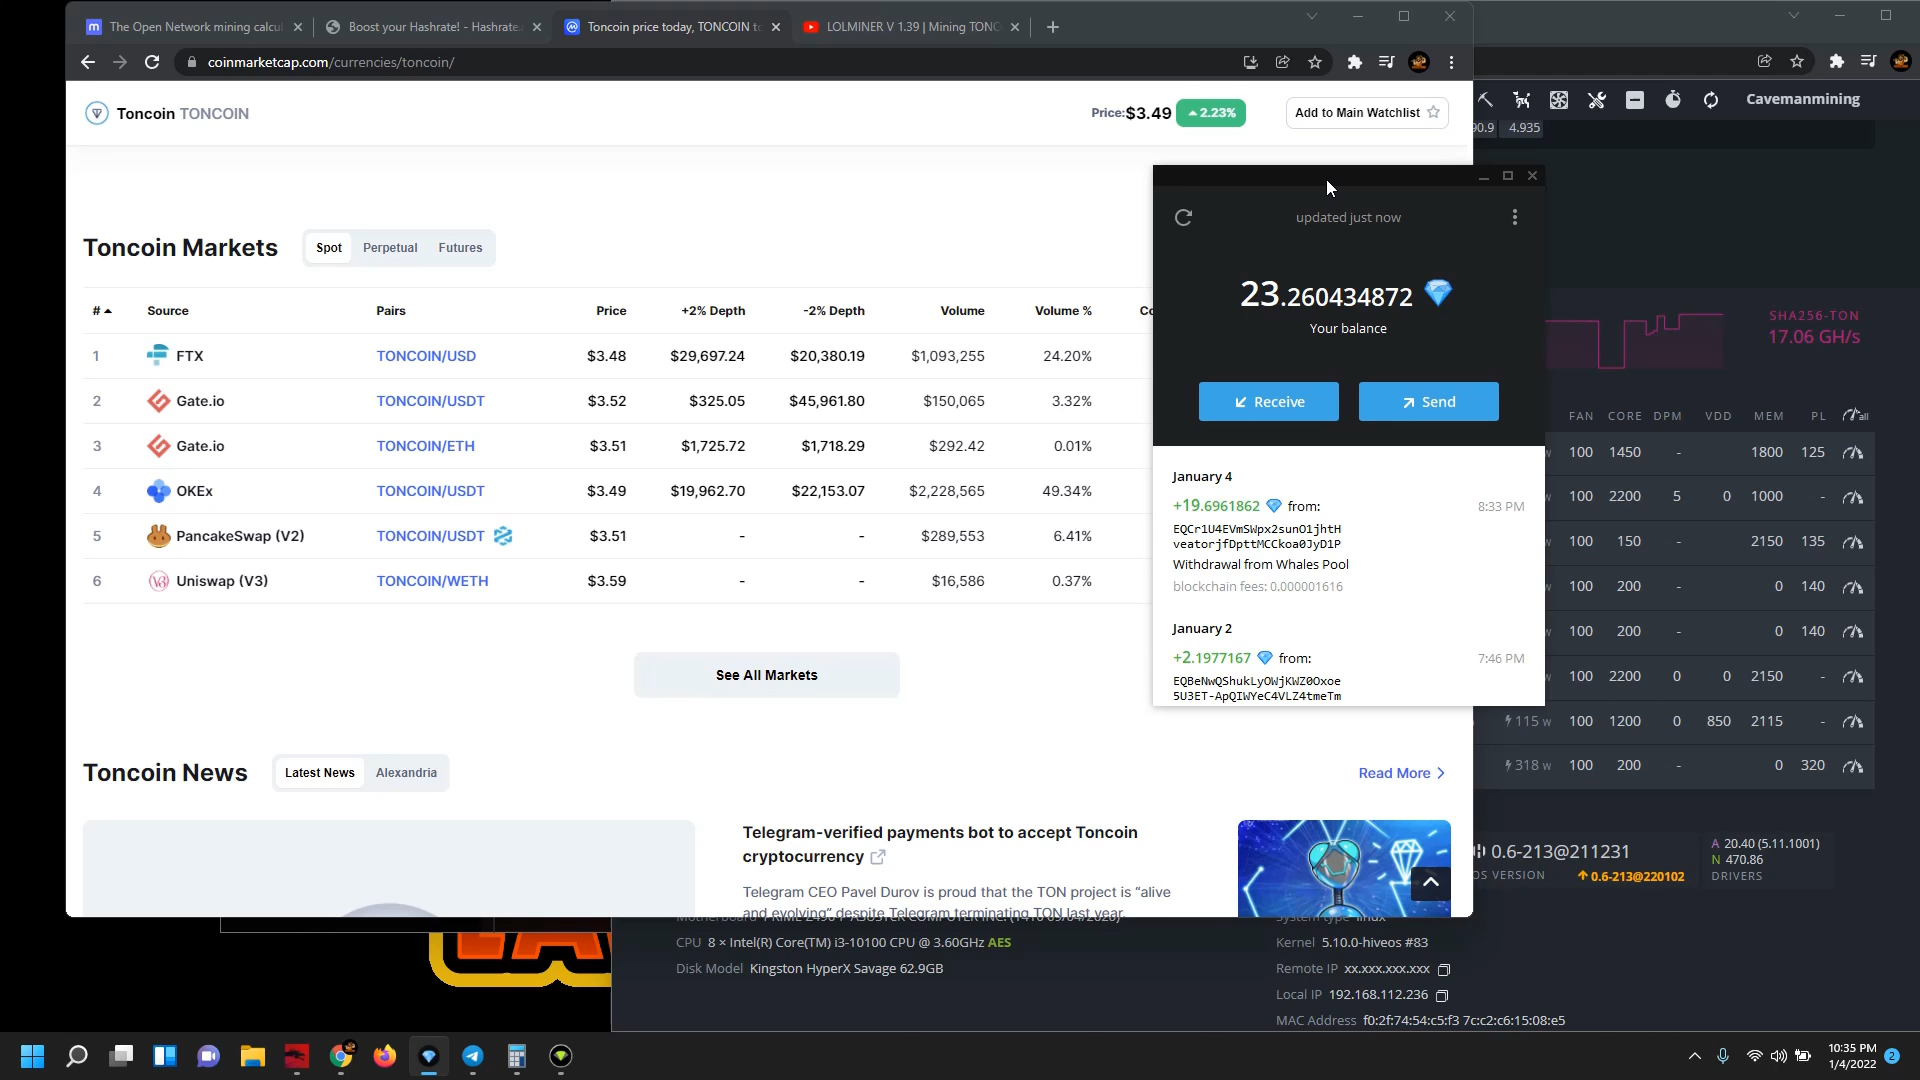 The Open Network mining calcul
Boost your Hashrate! - Hashrate.
Toncoin price today, TONCOIN to
LOLMINER V 1.39 | Mining TONC
coinmarketcap.com/currencies/toncoin/
Toncoin TONCOIN
Price:$3.49 2.23%
Add to Main Watchlist
Cavemanmining
90.9 4.935
Toncoin Markets Spot Perpetual Futures
# Source Pairs Price +2% Depth -2% Depth Volume Volume % Co
1 FTX TONCOIN/USD $3.48 $29,697.24 $20,380.19 $1,093,255 24.20%
2 Gate.io TONCOIN/USDT $3.52 $325.05 $45,961.80 $150,065 3.32%
3 Gate.io TONCOIN/ETH $3.51 $1,725.72 $1,718.29 $292.42 0.01%
4 OKEx TONCOIN/USDT $3.49 $19,962.70 $22,153.07 $2,228,565 49.34%
5 PancakeSwap (V2) TONCOIN/USDT $3.51 - - $289,553 6.41%
6 Uniswap (V3) TONCOIN/WETH $3.59 - - $16,586 0.37%
See All Markets
updated just now
23.260434872
Your balance
Receive
Send
January 4
+19.6961862 from: 8:33 PM
EQCr1U4EVmSWpx2sunO1jhtH
veatorjfDpttMCCkoa0JyD1P
Withdrawal from Whales Pool
blockchain fees: 0.000001616
January 2
+2.1977167 from: 7:46 PM
EQBeNwQShukLyOWjKWZ0Oxoe
5U3ET-ApQIWYeC4VLZ4tmeTm
SHA256-TON
17.06 GH/s
FAN CORE DPM VDD MEM PL all
w 100 1450 - 1800 125
w 100 2200 5 0 1000 -
w 100 150 - 2150 135
w 100 200 - 0 140
w 100 200 - 0 140
w 100 2200 0 0 2150 -
115 w 100 1200 0 850 2115 -
318 w 100 200 - 0 320
Toncoin News Latest News Alexandria
Read More
Telegram-verified payments bot to accept Toncoin
cryptocurrency
Telegram CEO Pavel Durov is proud that the TON project is “alive
and evolving” despite Telegram terminating TON last year.
0.6-213@211231
OS VERSION 0.6-213@220102
A 20.40 (5.11.1001)
N 470.86
DRIVERS
CPU 8 × Intel(R) Core(TM) i3-10100 CPU @ 3.60GHz AES
Disk Model Kingston HyperX Savage 62.9GB
System type linux
Kernel 5.10.0-hiveos #83
Remote IP xx.xxx.xxx.xxx
Local IP 192.168.112.236
MAC Address f0:2f:74:54:c5:f3 7c:c2:c6:15:08:e5
10:35 PM
1/4/2022
2